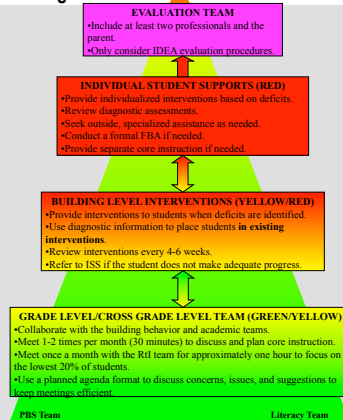 EVALUATION TEAM
•Include at least two professionals and the
parent.
•Only consider IDEA evaluation procedures.
INDIVIDUAL STUDENT SUPPORTS (RED)
•Provide individualized interventions based on deficits.
•Review diagnostic assessments.
•Seek outside, specialized assistance as needed.
•Conduct a formal FBA if needed.
•Provide separate core instruction if needed.
BUILDING LEVEL INTERVENTIONS (YELLOW/RED)
•Provide interventions to students when deficits are identified.
•Use diagnostic information to place students in existing
interventions.
•Review interventions every 4-6 weeks.
•Refer to ISS if the student does not make adequate progress.
GRADE LEVEL/CROSS GRADE LEVEL TEAM (GREEN/YELLOW)
•Collaborate with the building behavior and academic teams.
•Meet 1-2 times per month (30 minutes) to discuss and plan core instruction.
•Meet once a month with the RtI team for approximately one hour to focus on
the lowest 20% of students.
•Use a planned agenda format to discuss concerns, issues, and suggestions to
keep meetings efficient.
PBS Team Literacy Team